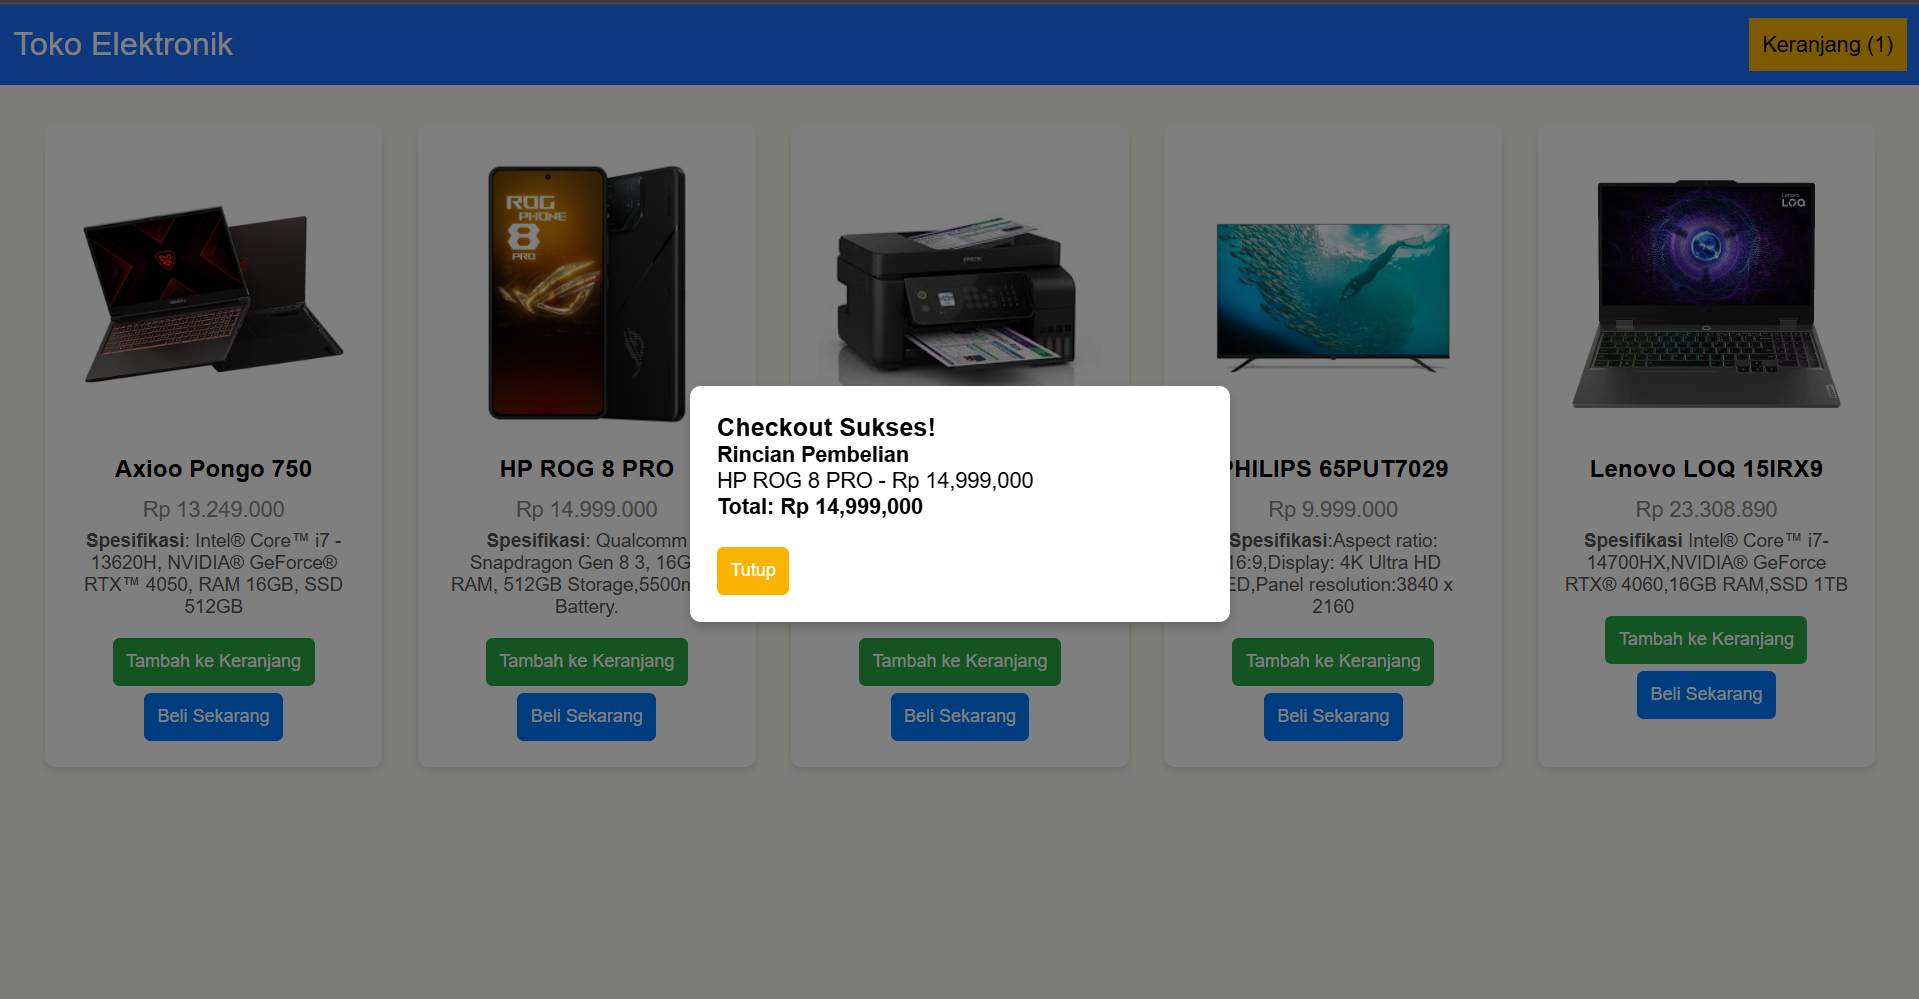 Toko Elektronik
Keranjang (1)
ROG
PHONE
8
PRO
EPSON
Lenovo
LOQ
Checkout Sukses!
Rincian Pembelian
HP ROG 8 PRO - Rp 14,999,000
Total: Rp 14,999,000
Tutup
Axioo Pongo 750
Rp 13.249.000
Spesifikasi: Intel® Core™ i7 -
13620H, NVIDIA® GeForce®
RTX™ 4050, RAM 16GB, SSD
512GB
Tambah ke Keranjang
Beli Sekarang
HP ROG 8 PRO
Rp 14.999.000
Spesifikasi: Qualcomm
Snapdragon Gen 8 3, 16G
RAM, 512GB Storage,5500m
Battery.
Tambah ke Keranjang
Beli Sekarang
Tambah ke Keranjang
Beli Sekarang
PHILIPS 65PUT7029
Rp 9.999.000
Spesifikasi:Aspect ratio:
16:9,Display: 4K Ultra HD
ED,Panel resolution:3840 x
2160
Tambah ke Keranjang
Beli Sekarang
Lenovo LOQ 15IRX9
Rp 23.308.890
Spesifikasi Intel® Core™ i7-
14700HX,NVIDIA® GeForce
RTX® 4060,16GB RAM,SSD 1TB
Tambah ke Keranjang
Beli Sekarang